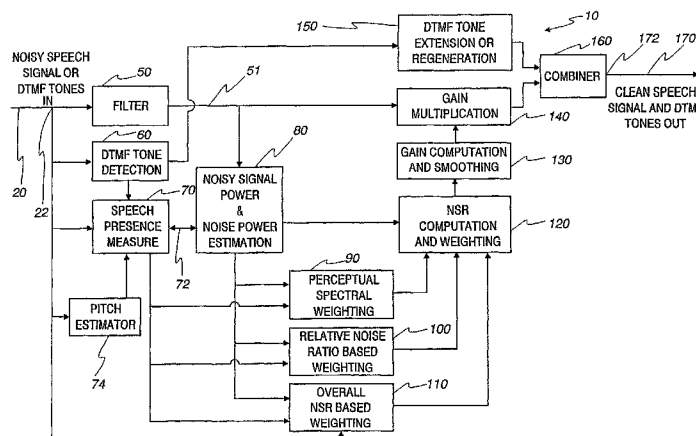 10
150
DTMF TONE
EXTENSION OR
REGENERATION
160
172
170
COMBINER
NOISY SPEECH
SIGNAL OR
DTMF TONES
IN
50
51
FILTER
GAIN
MULTIPLICATION
140
CLEAN SPEECH
SIGNAL AND DTM
TONES OUT
20
22
60
DTMF TONE
DETECTION
80
NOISY SIGNAL
POWER
&
NOISE POWER
ESTIMATION
GAIN COMPUTATION
AND SMOOTHING
130
70
SPEECH
PRESENCE
MEASURE
72
NSR
COMPUTATION
AND WEIGHTING
120
90
PERCEPTUAL
SPECTRAL
WEIGHTING
PITCH
ESTIMATOR
74
100
RELATIVE NOISE
RATIO BASED
WEIGHTING
110
OVERALL
NSR BASED
WEIGHTING